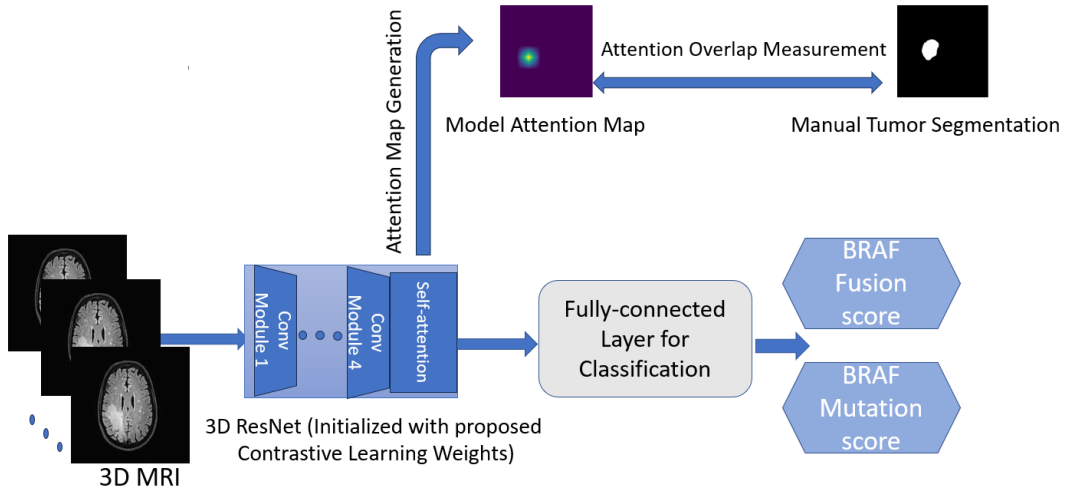 Attention Map Generation
Attention Overlap Measurement
Model Attention Map
Manual Tumor Segmentation
3D MRI
Conv
Module 1
Conv
Module 4
Self-attention
3D ResNet (Initialized with proposed
Contrastive Learning Weights)
Fully-connected
Layer for
Classification
BRAF
Fusion
score
BRAF
Mutation
score